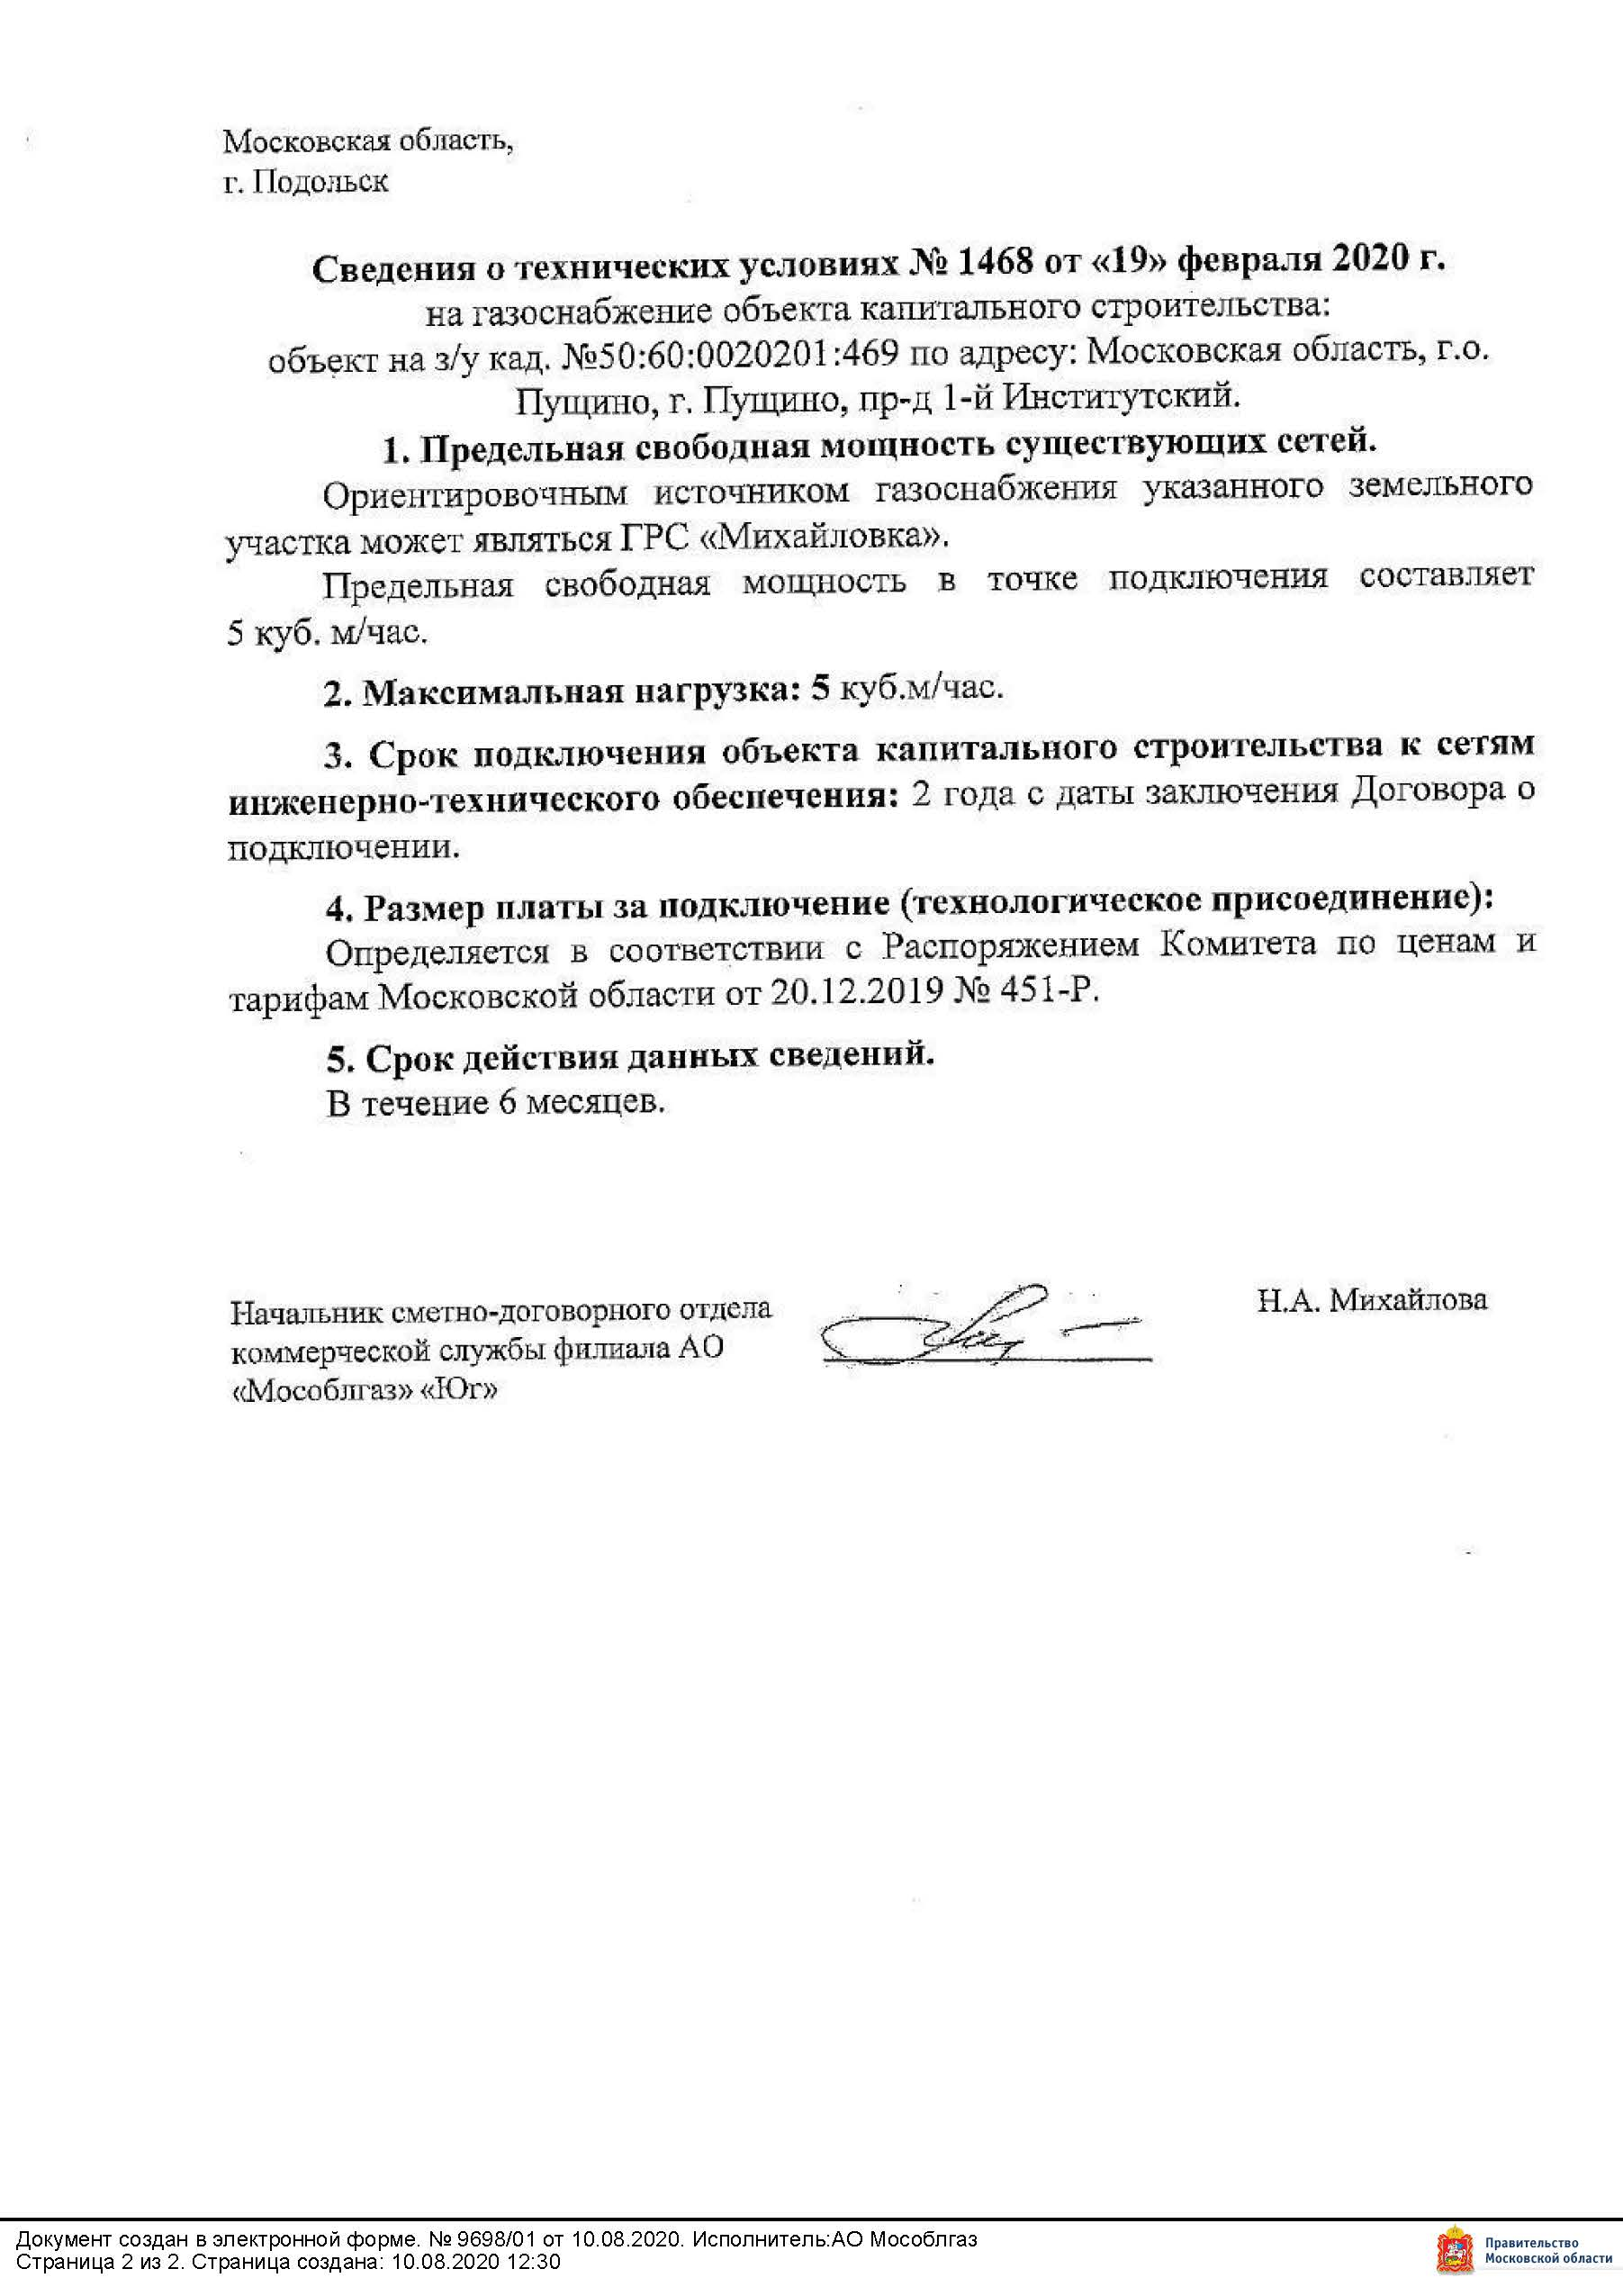 Московская область,
г. Подольск
Сведения о технических условиях № 1468 от «19» февраля 2020 г.
на газоснабжение объекта капитального строительства:
объект на з/у кад. №50:60:0020201:469 по адресу: Московская область, г.о.
Пущино, г. Пущино, пр-д 1-й Институтский.
1. Предельная свободная мощность существующих сетей.
Ориентировочным источником газоснабжения указанного земельного
участка может являться ГРС «Михайловка».
Предельная свободная мощность в точке подключения составляет
5 куб. м/час.
2. Максимальная нагрузка: 5 куб.м/час.
3. Срок подключения объекта капитального строительства к сетям
инженерно-технического обеспечения: 2 года с даты заключения Договора о
подключении.
4. Размер платы за подключение (технологическое присоединение):
Определяется в соответствии с Распоряжением Комитета по ценам и
тарифам Московской области от 20.12.2019 № 451-Р.
5. Срок действия данных сведений.
В течение 6 месяцев.
Начальник сметно-договорного отдела
коммерческой службы филиала АО
«Мособлгаз» «Юг»
Н.А. Михайлова
Документ создан в электронной форме. № 9698/01 от 10.08.2020. Исполнитель:АО Мособлгаз
Страница 2 из 2. Страница создана: 10.08.2020 12:30
Правительство
Московской области